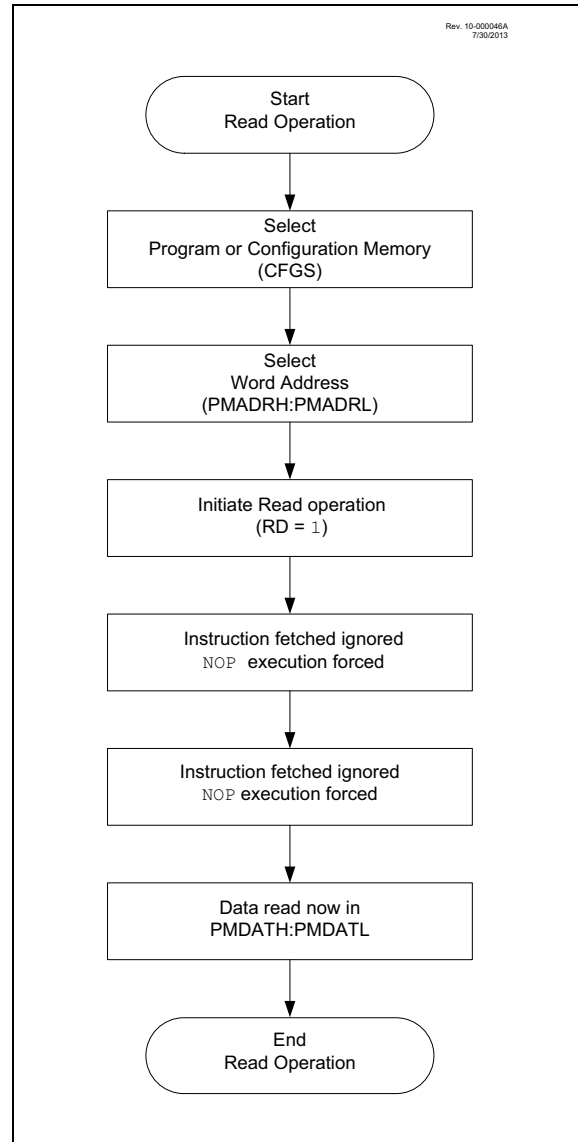 Rev. 10-000046A
7/30/2013
Start
Read Operation
Select
Program or Configuration Memory
(CFGS)
Select
Word Address
(PMADRH:PMADRL)
Initiate Read operation
(RD = 1)
Instruction fetched ignored
NOP execution forced
Instruction fetched ignored
NOP execution forced
Data read now in
PMDATH:PMDATL
End
Read Operation